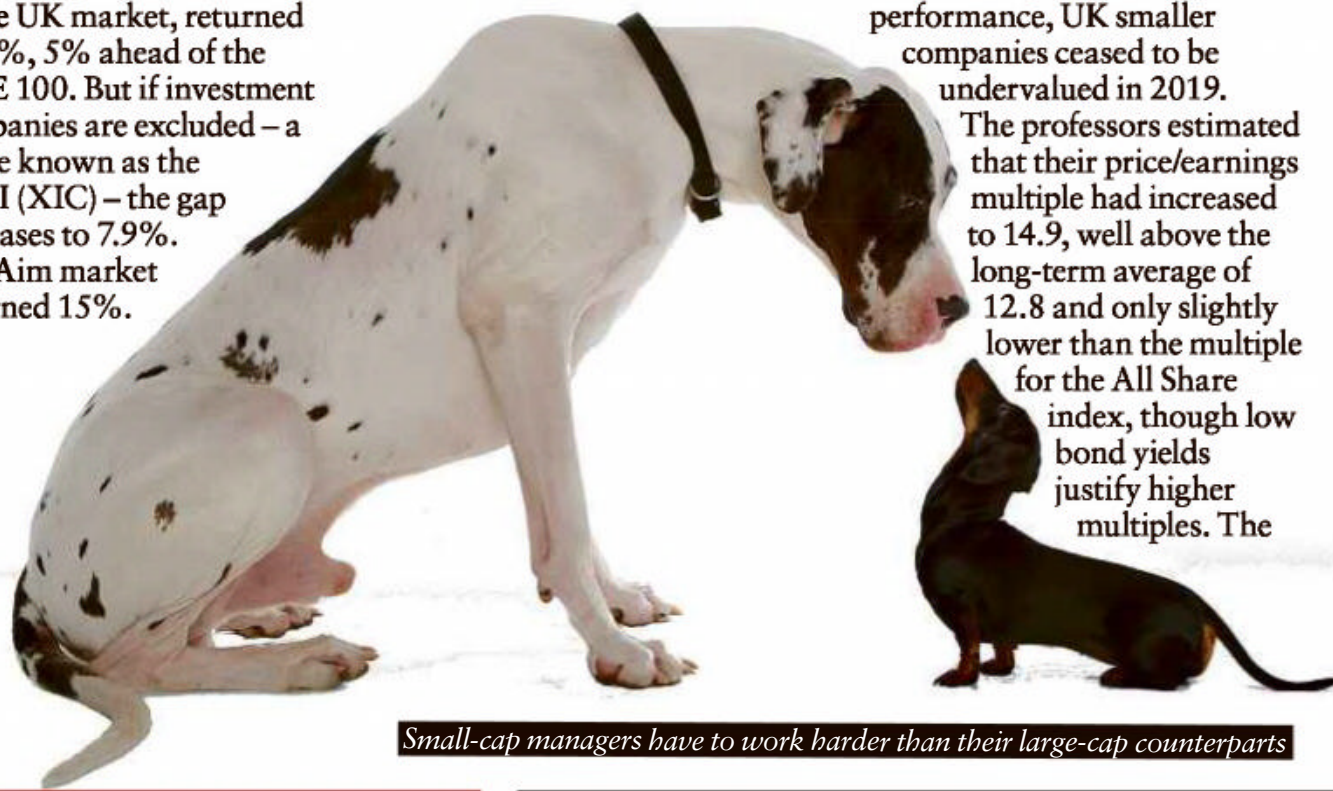 e UK market, returned
%, 5% ahead of the
E 100. But if investment
panies are excluded – a
e known as the
I (XIC) – the gap
eases to 7.9%.
Aim market
ned 15%.
performance, UK smaller
companies ceased to be
undervalued in 2019.
The professors estimated
that their price/earnings
multiple had increased
to 14.9, well above the
long-term average of
12.8 and only slightly
lower than the multiple
for the All Share
index, though low
bond yields
justify higher
multiples. The
Small-cap managers have to work harder than their large-cap counterparts